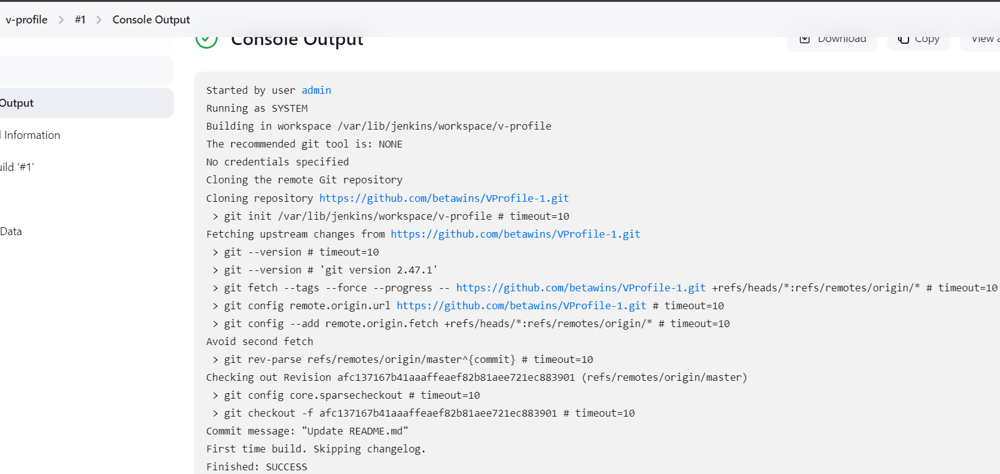 v-profile > #1 > Console Output
Console Output
Download
Copy
View a
Output
Information
uild ‘#1’
Data
Started by user admin
Running as SYSTEM
Building in workspace /var/lib/jenkins/workspace/v-profile
The recommended git tool is: NONE
No credentials specified
Cloning the remote Git repository
Cloning repository https://github.com/betawins/VProfile-1.git
> git init /var/lib/jenkins/workspace/v-profile # timeout=10
Fetching upstream changes from https://github.com/betawins/VProfile-1.git
> git --version # timeout=10
> git --version # 'git version 2.47.1'
> git fetch --tags --force --progress -- https://github.com/betawins/VProfile-1.git +refs/heads/*:refs/remotes/origin/* # timeout=10
> git config remote.origin.url https://github.com/betawins/VProfile-1.git # timeout=10
> git config --add remote.origin.fetch +refs/heads/*:refs/remotes/origin/* # timeout=10
Avoid second fetch
> git rev-parse refs/remotes/origin/master^{commit} # timeout=10
Checking out Revision afc137167b41aaaffeaef82b81aee721ec883901 (refs/remotes/origin/master)
> git config core.sparsecheckout # timeout=10
> git checkout -f afc137167b41aaaffeaef82b81aee721ec883901 # timeout=10
Commit message: "Update README.md"
First time build. Skipping changelog.
Finished: SUCCESS